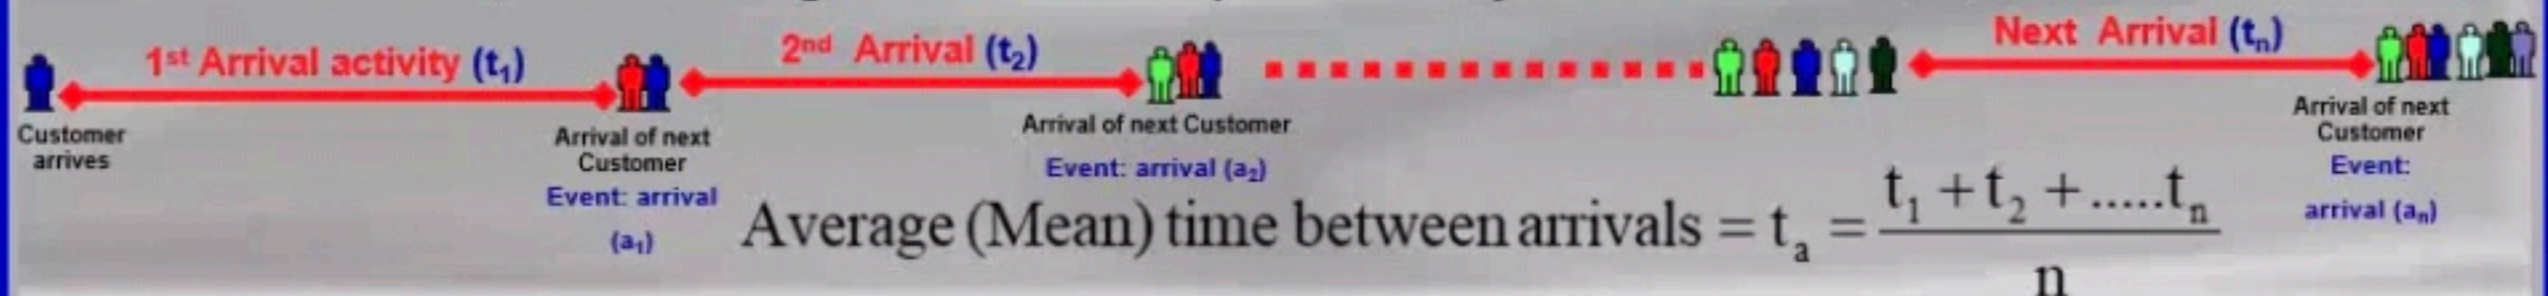 1st Arrival activity (t1)
2nd Arrival (t2)
Next Arrival (tn)
Customer
arrives
Arrival of next
Customer
Event: arrival
(a1)
Arrival of next Customer
Event: arrival (a2)
Arrival of next
Customer
Event:
arrival (an)
Average (Mean) time between arrivals = ta = t1 + t2 + .....tn / n